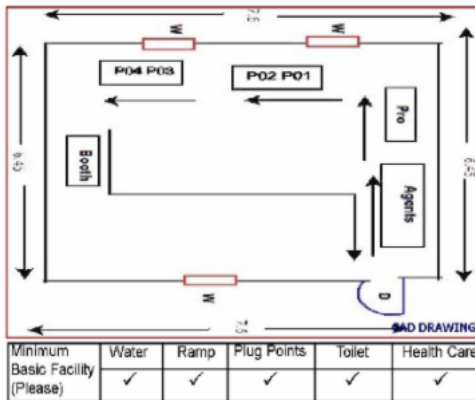 W
W
7.5
P04 P03
P02 P01
Pro
6.45
6.45
Booth
Agents
W
D
7.5
CAD DRAWING
Minimum Basic Facility (Please)
Water
Ramp
Plug Points
Toilet
Health Care
✓
✓
✓
✓
✓